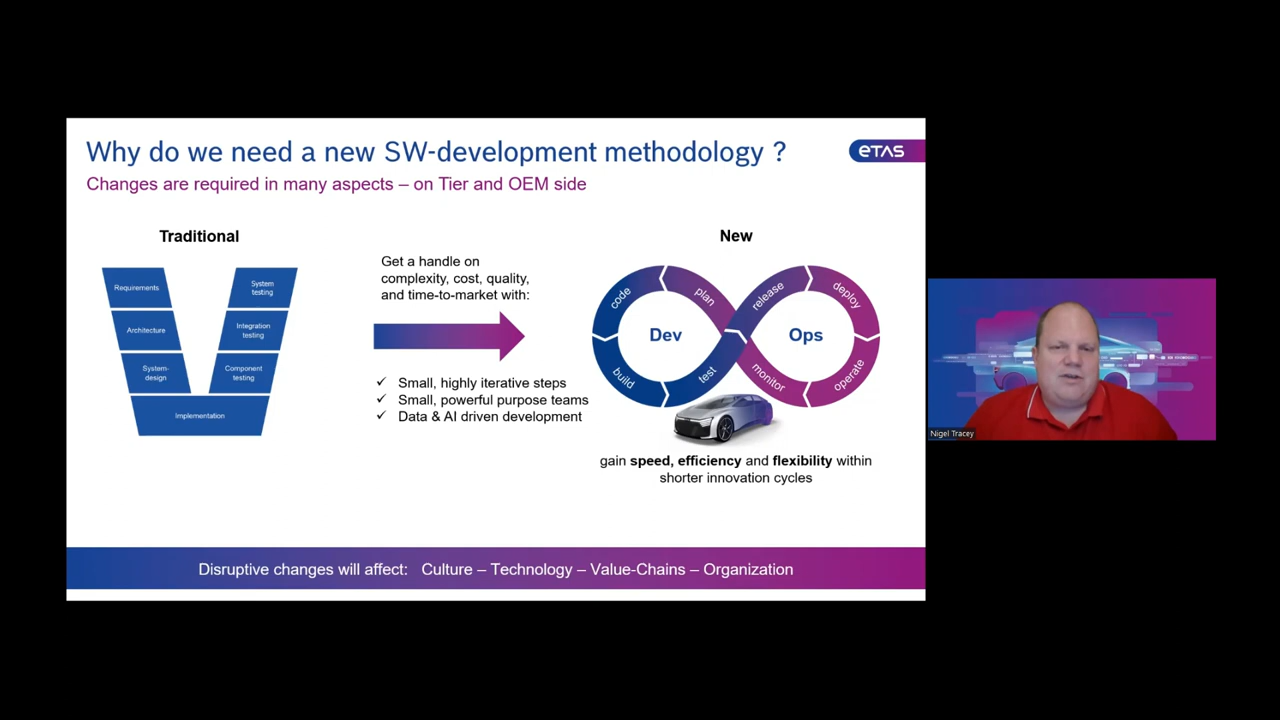 Why do we need a new SW-development methodology ?
eTAS
Changes are required in many aspects – on Tier and OEM side
Traditional
Requirements
System
testing
Architecture
Integration
testing
System-
design
Component
testing
Implementation
Get a handle on
complexity, cost, quality,
and time-to-market with:
✓ Small, highly iterative steps
✓ Small, powerful purpose teams
✓ Data & AI driven development
New
code
plan
release
deploy
Dev
Ops
build
test
monitor
operate
gain speed, efficiency and flexibility within
shorter innovation cycles
Nigel Tracey
Disruptive changes will affect: Culture – Technology – Value-Chains – Organization